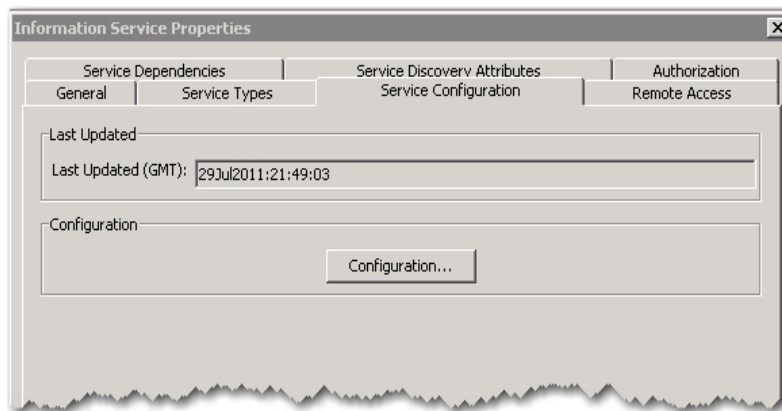 Information Service Properties
Service Dependencies Service Discovery Attributes Authorization
General Service Types Service Configuration Remote Access
Last Updated
Last Updated (GMT): 29Jul2011:21:49:03
Configuration
Configuration...